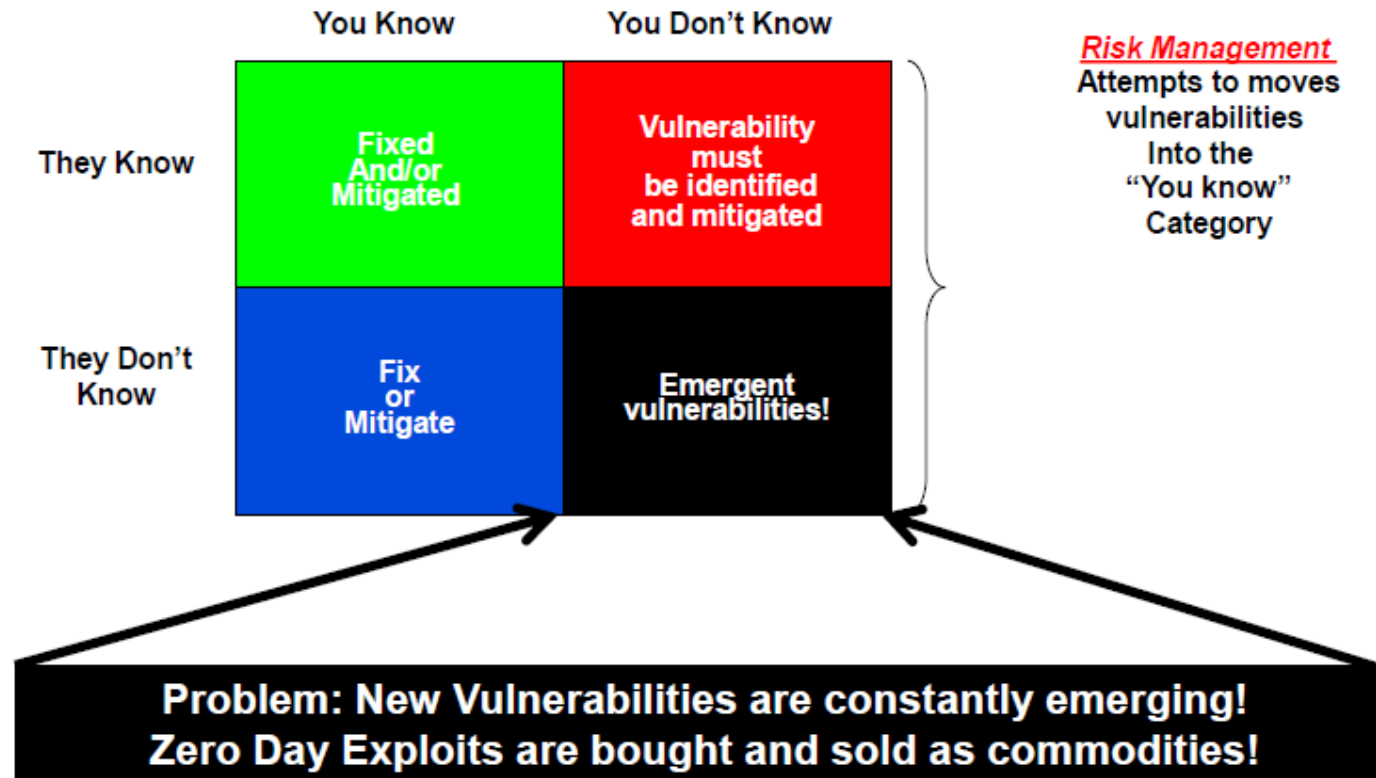 You Know
You Don’t Know
Risk Management
Attempts to moves
vulnerabilities
Into the
“You know”
Category
They Know
Fixed
And/or
Mitigated
Vulnerability
must
be identified
and mitigated
They Don’t
Know
Fix
or
Mitigate
Emergent
vulnerabilities!
Problem: New Vulnerabilities are constantly emerging!
Zero Day Exploits are bought and sold as commodities!